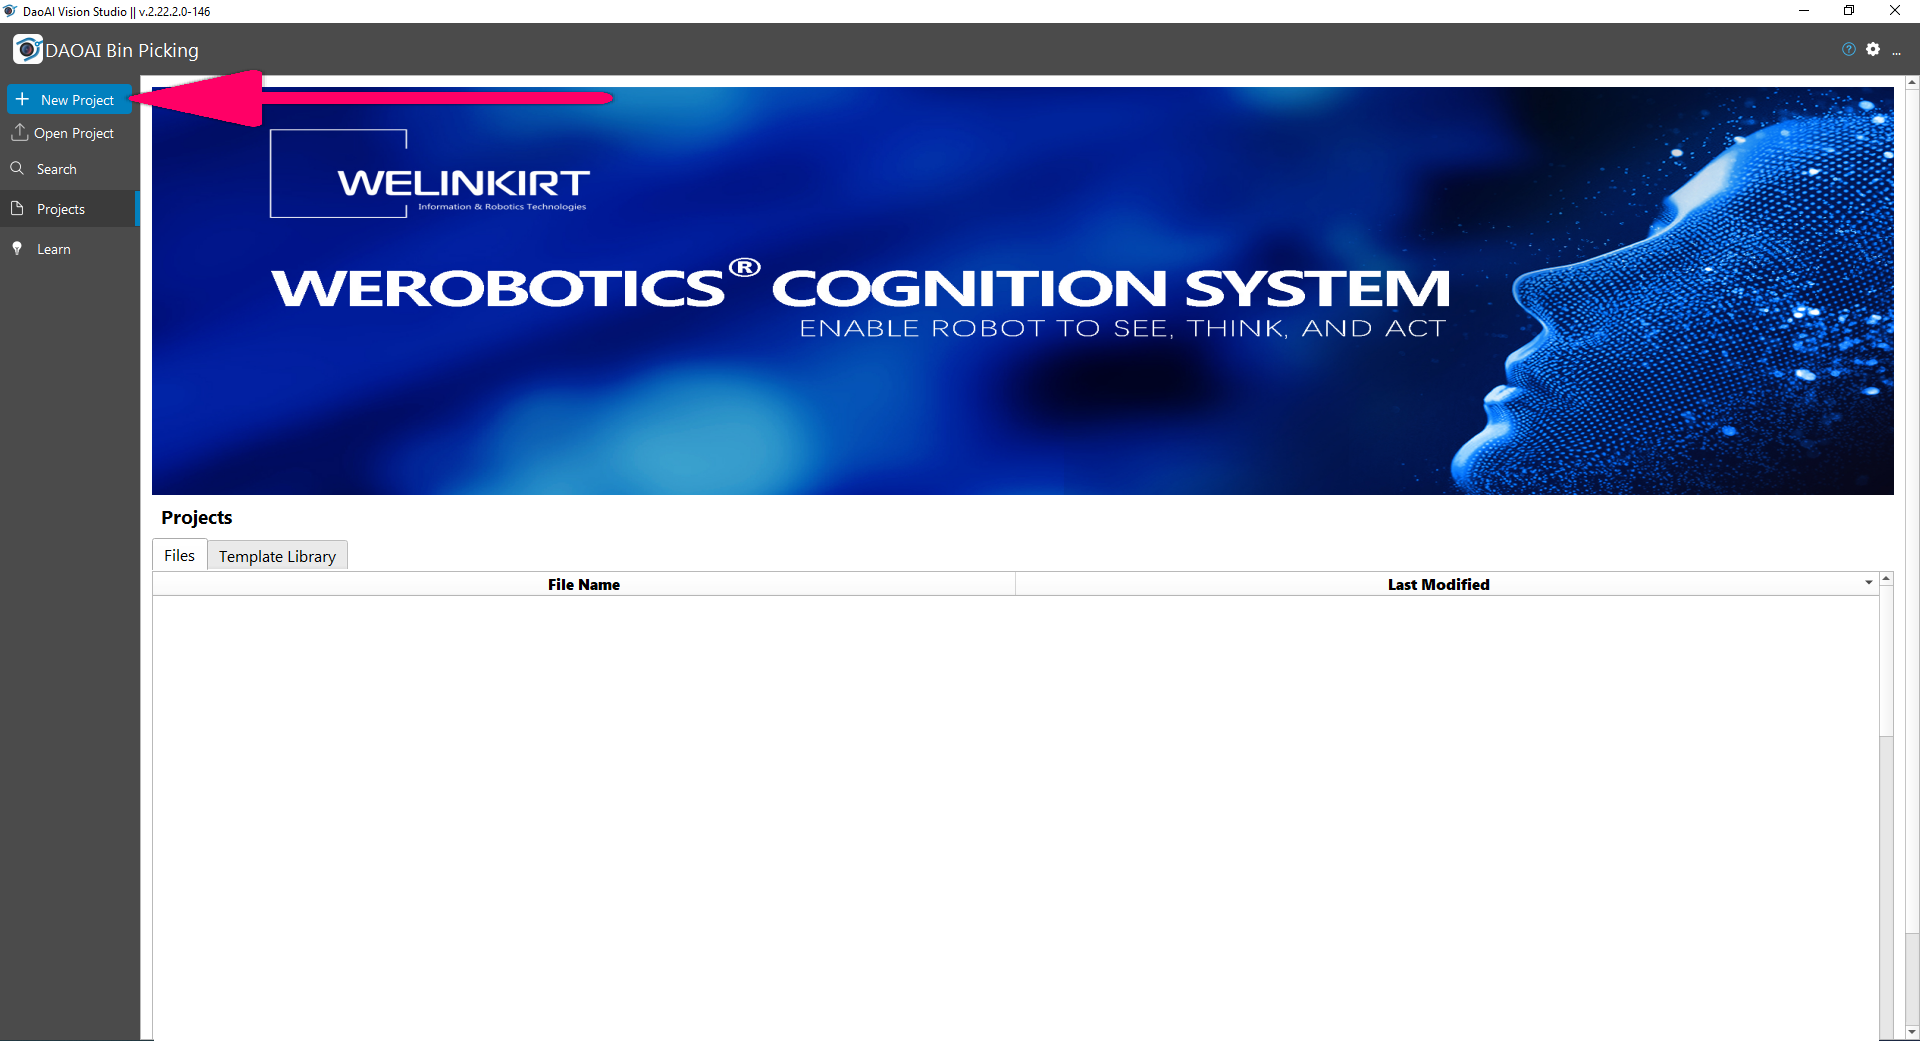 DaoAI Vision Studio || v.2.22.2.0-146
DAOAI Bin Picking
? ...
New Project
Open Project
Search
Projects
Learn
WELINKIRT
Information & Robotics Technologies
WEROBOTICS® COGNITION SYSTEM
ENABLE ROBOT TO SEE, THINK, AND ACT
Projects
Files Template Library
File Name Last Modified